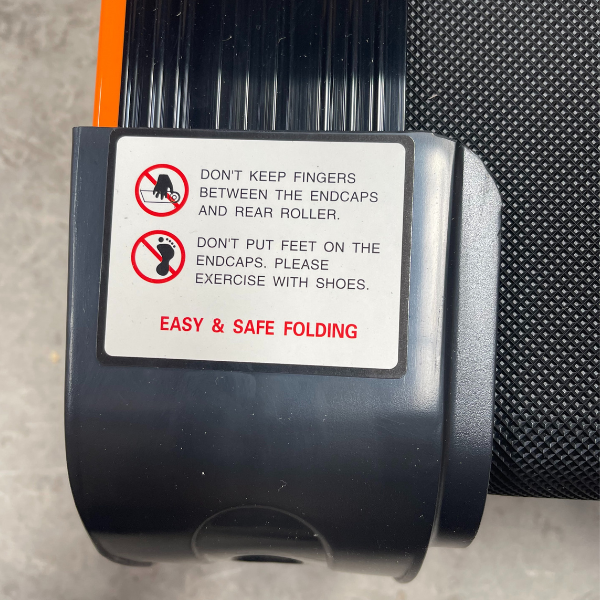 DON'T KEEP FINGERS
BETWEEN THE ENDCAPS
AND REAR ROLLER.
DON'T PUT FEET ON THE
ENDCAPS. PLEASE
EXERCISE WITH SHOES.
EASY & SAFE FOLDING